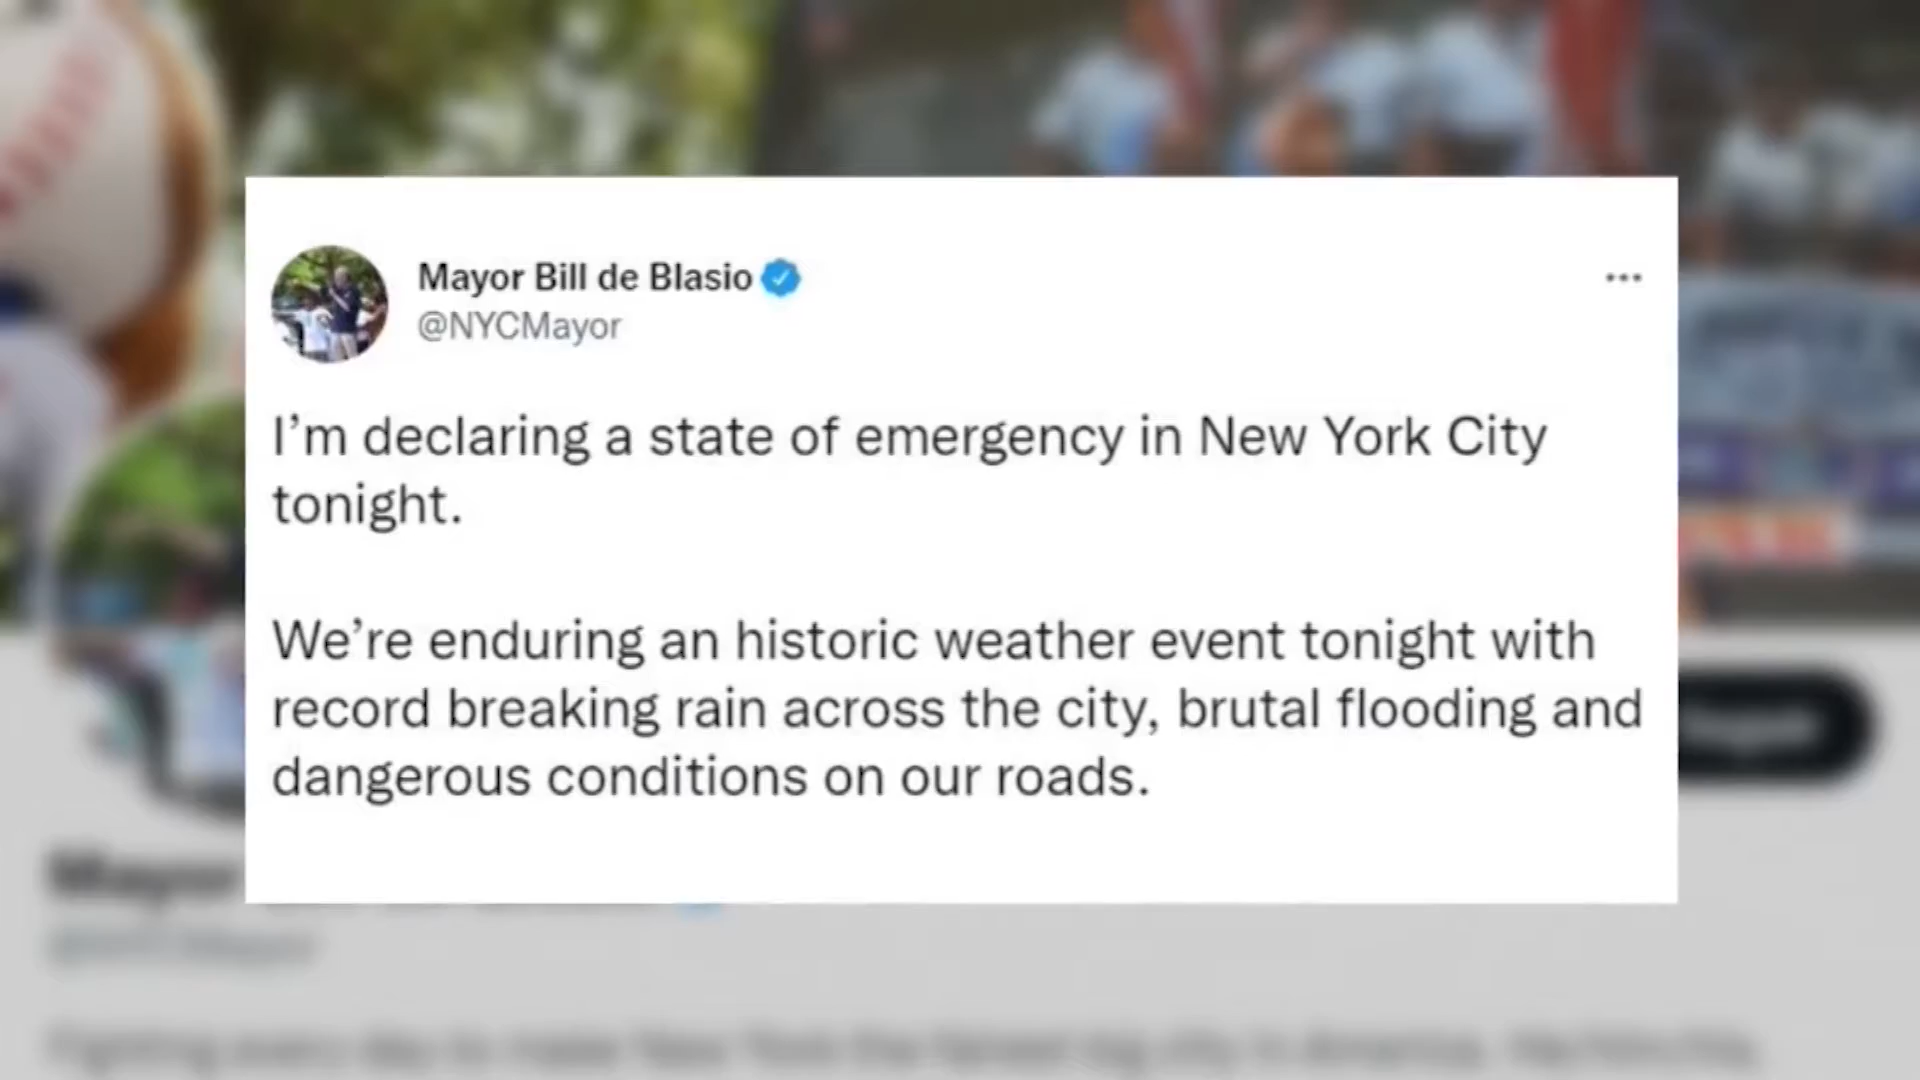 Mayor Bill de Blasio
@NYCMayor
I’m declaring a state of emergency in New York City
tonight.
We’re enduring an historic weather event tonight with
record breaking rain across the city, brutal flooding and
dangerous conditions on our roads.
Mayor